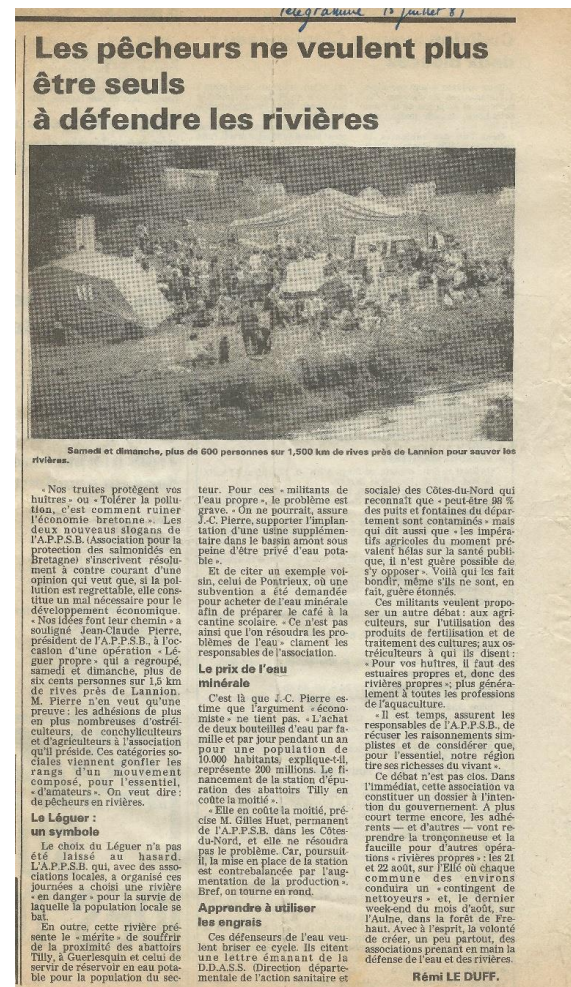 Télégramme 13 juillet 81
Les pêcheurs ne veulent plus
être seuls
à défendre les rivières
Samedi et dimanche, plus de 600 personnes sur 1,500 km de rives près de Lannion pour sauver les
rivières.
« Nos truites protègent vos
huîtres » ou « Tolérer la pollu-
tion, c'est comment ruiner
l'économie bretonne ». Les
deux nouveaus slogans de
l'A.P.P.S.B. (Association pour la
protection des salmonidés en
Bretagne) s'inscrivent résolu-
ment à contre courant d'une
opinion qui veut que, si la pol-
lution est regrettable, elle cons-
titue un mal nécessaire pour le
développement économique.
« Nos idées font leur chemin » a
souligné Jean-Claude Pierre,
président de l'A.P.P.S.B., à l'oc-
casion d'une opération « Lé-
guer propre » qui a regroupé,
samedi et dimanche, plus de
six cents personnes sur 1,5 km
de rives près de Lannion.
M. Pierre n'en veut qu'une
preuve : les adhésions de plus
en plus nombreuses d'ostréi-
culteurs, de conchyliculteurs
et d'agriculteurs à l'association
qu'il préside. Ces catégories so-
ciales viennent gonfler les
rangs d'un mouvement
composé, pour l'essentiel,
« d'amateurs ». On veut dire :
de pêcheurs en rivières.
Le Léguer :
un symbole
Le choix du Léguer n'a pas
été laissé au hasard.
L'A.P.P.S.B. qui, avec des asso-
ciations locales, a organisé ces
journées a choisi une rivière
« en danger » pour la survie de
laquelle la population locale se
bat.
En outre, cette rivière pré-
sente le « mérite » de souffrir
de la proximité des abattoirs
Tilly, à Guerlesquin et celui de
servir de réservoir en eau pota-
ble pour la population du sec-
teur. Pour ces « militants de
l'eau propre », le problème est
grave. « On ne pourrait, assure
J.-C. Pierre, supporter l'implan-
tation d'une usine supplémen-
taire dans le bassin amont sous
peine d'être privé d'eau pota-
ble ».
Et de citer un exemple voi-
sin, celui de Pontrieux, où une
subvention a été demandée
pour acheter de l'eau minérale
afin de préparer le café à la
cantine scolaire. « Ce n'est pas
ainsi que l'on résoudra les pro-
blèmes de l'eau » clament les
responsables de l'association.
Le prix de l'eau
minérale
C'est là que J.-C. Pierre es-
time que l'argument « écono-
miste » ne tient pas. « L'achat
de deux bouteilles d'eau par fa-
mille et par jour pendant un an
pour une population de
10.000 habitants, explique-t-il,
représente 200 millions. Le fi-
nancement de la station d'épu-
ration des abattoirs Tilly en
coûte la moitié ».
« Elle en coûte la moitié, pré-
cise M. Gilles Huet, permanent
de l'A.P.P.S.B. dans les Côtes-
du-Nord, et elle ne résoudra
pas le problème. Car, poursuit-
il, la mise en place de la station
est contrebalancée par l'aug-
mentation de la production ».
Bref, on tourne en rond.
Apprendre à utiliser
les engrais
Ces défenseurs de l'eau veu-
lent briser ce cycle. Ils citent
une lettre émanant de la
D.D.A.S.S. (Direction départe-
mentale de l'action sanitaire et
sociale) des Côtes-du-Nord qui
reconnaît que « peut-être 98 %
des puits et fontaines du dépar-
tement sont contaminés » mais
qui dit aussi que « les impéra-
tifs agricoles du moment pré-
valent hélas sur la santé publi-
que, il n'est guère possible de
s'y opposer ». Voilà qui les fait
bondir, même s'ils ne sont, en
fait, guère étonnés.
Ces militants veulent propo-
ser un autre débat : aux agri-
culteurs, sur l'utilisation des
produits de fertilisation et de
traitement des cultures; aux os-
tréiculteurs à qui ils disent :
« Pour vos huîtres, il faut des
estuaires propres et, donc des
rivières propres »; plus généra-
lement à toutes les professions
de l'aquaculture.
« Il est temps, assurent les
responsables de l'A.P.P.S.B., de
récuser les raisonnements sim-
plistes et de considérer que,
pour l'essentiel, notre région
tire ses richesses du vivant ».
Ce débat n'est pas clos. Dans
l'immédiat, cette association va
constituer un dossier à l'inten-
tion du gouvernement. A plus
court terme encore, les adhé-
rents — et d'autres — vont re-
prendre la tronçonneuse et la
faucille pour d'autres opéra-
tions « rivières propres » : les 21
et 22 août, sur l'Ellé où chaque
commune des environs
conduira un « contingent de
nettoyeurs » et, le dernier
week-end du mois d'août, sur
l'Aulne, dans la forêt de Fre-
haut. Avec à l'esprit, la volonté
de créer, un peu partout, des
associations prenant en main la
défense de l'eau et des rivières.
Rémi LE DUFF.